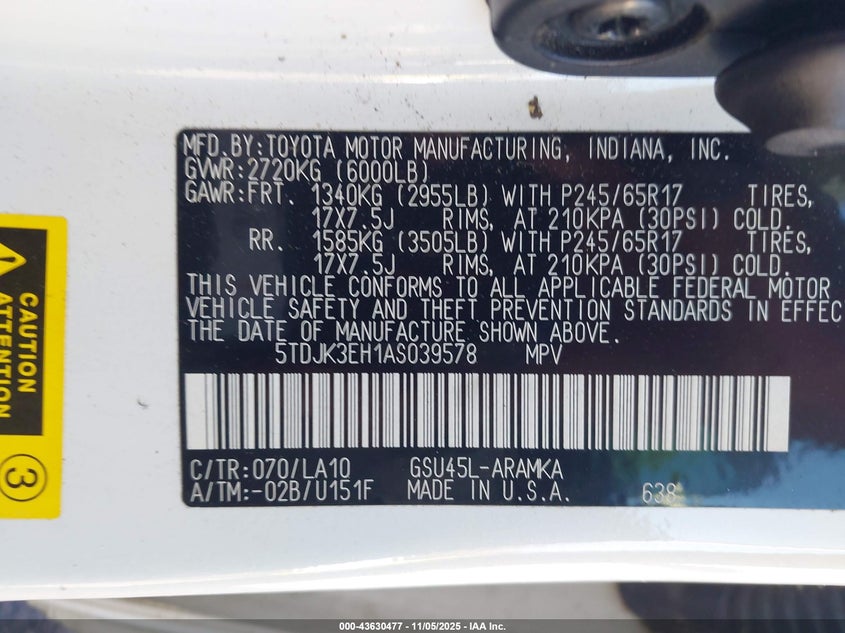 MFD.BY:TOYOTA MOTOR MANUFACTURING, INDIANA, INC.
GVWR:2720KG (6000LB)
GAWR:FRT. 1340KG (2955LB) WITH P245/65R17 TIRES,
17X7.5J RIMS, AT 210KPA (30PSI) COLD.
RR. 1585KG (3505LB) WITH P245/65R17 TIRES,
17X7.5J RIMS, AT 210KPA (30PSI) COLD.
THIS VEHICLE CONFORMS TO ALL APPLICABLE FEDERAL MOTOR
VEHICLE SAFETY AND THEFT PREVENTION STANDARDS IN EFFEC
THE DATE OF MANUFACTURE SHOWN ABOVE.
5TDJK3EH1AS039578 MPV
C/TR:070/LA10 GSU45L-ARAMKA
A/TM:-02B/U151F MADE IN U.S.A. 638
CAUTION
ATTENTION
3
000-43630477 - 11/05/2025 - IAA Inc.